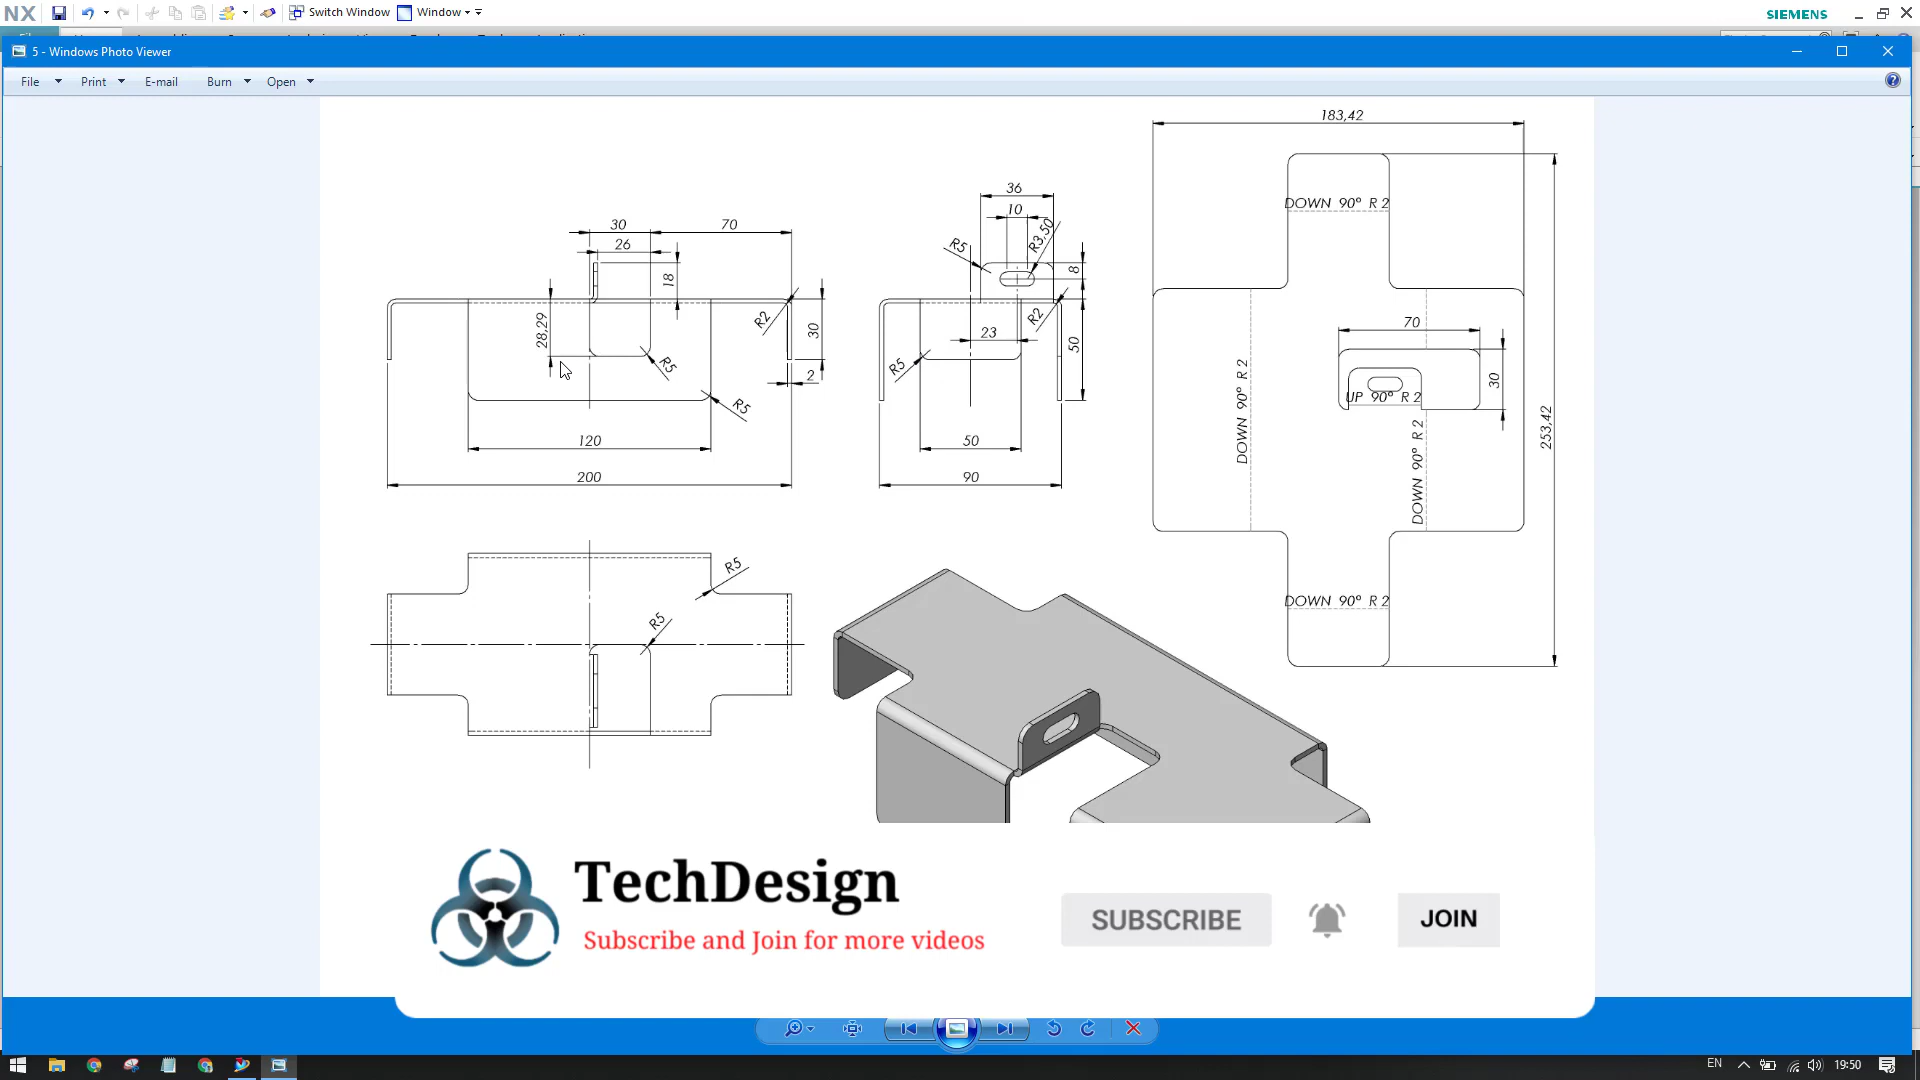 NX
Switch Window
Window
SIEMENS
5 - Windows Photo Viewer
File
Print
E-mail
Burn
Open
183,42
36
10
R5
R3,50
8
30
70
26
18
R2
30
28,29
R5
2
R5
120
200
R2
23
50
R5
50
90
DOWN 90° R 2
70
30
UP 90° R 2
DOWN 90° R 2
DOWN 90° R 2
253,42
DOWN 90° R 2
R5
R5
TechDesign
Subscribe and Join for more videos
SUBSCRIBE
JOIN
EN
19:50